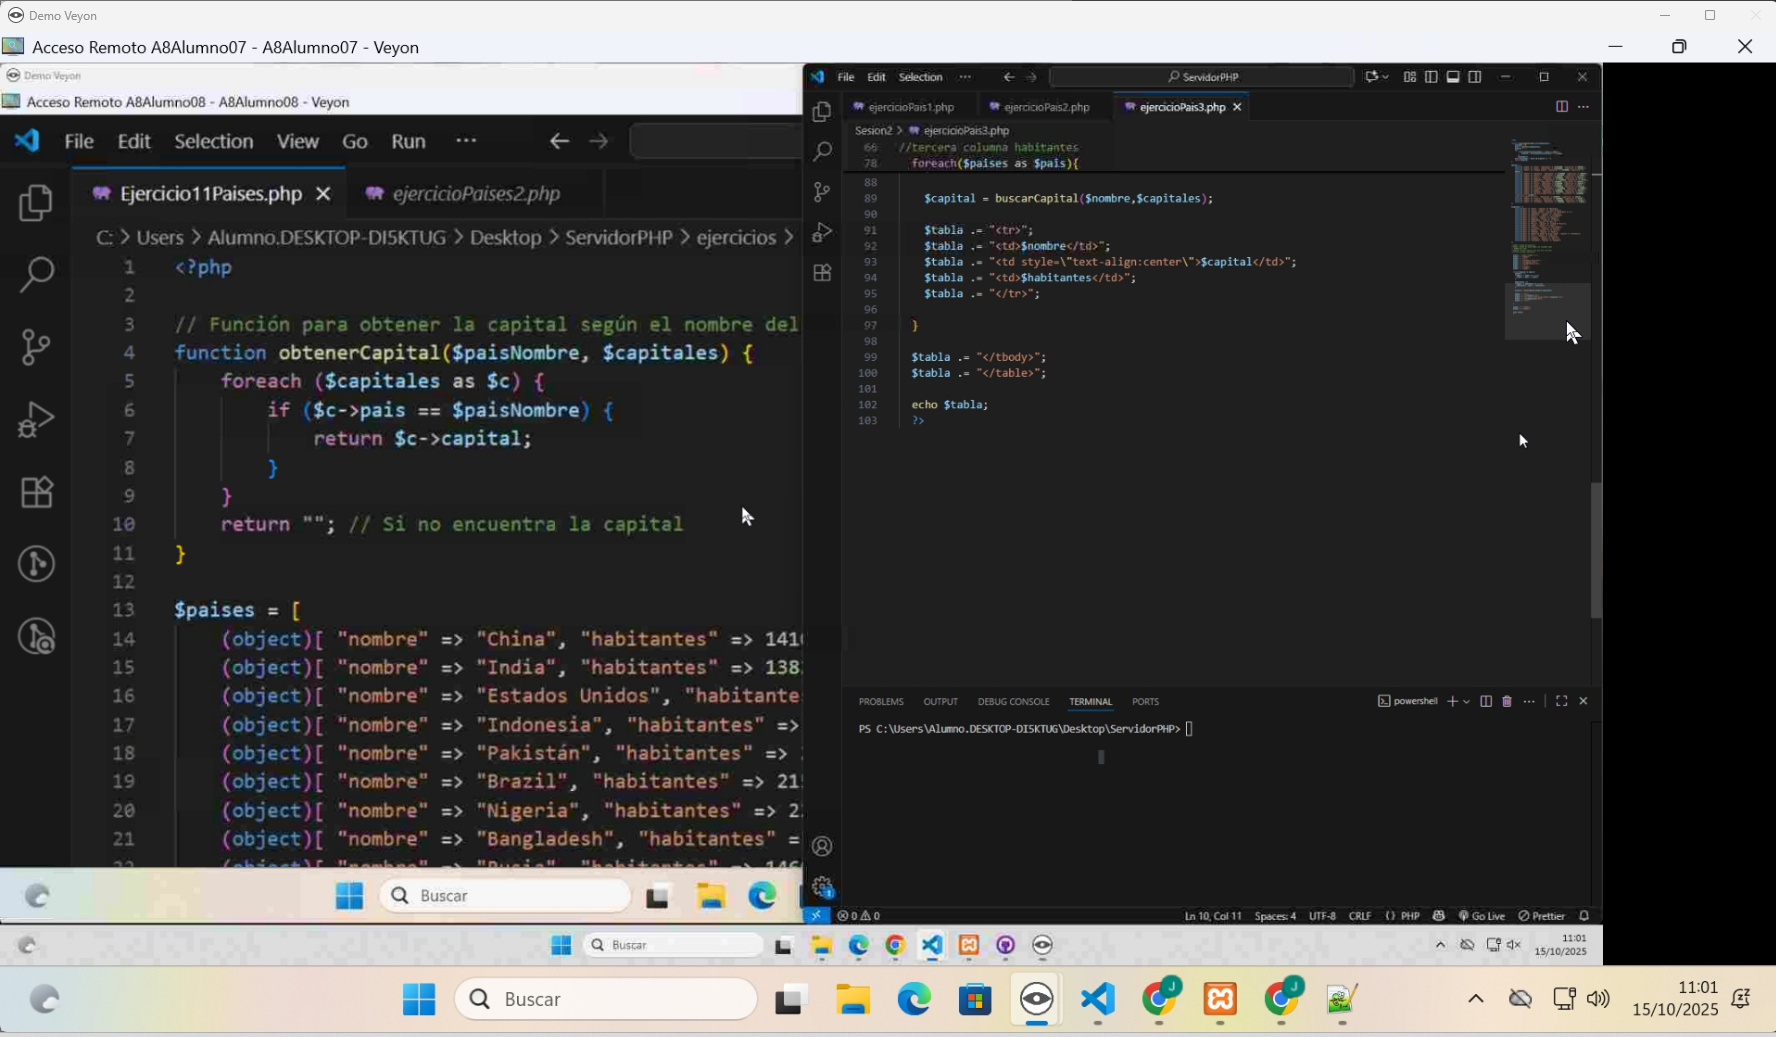 Demo Veyon
Acceso Remoto A8Alumno07 - A8Alumno07 - Veyon
Demo Veyon
Acceso Remoto A8Alumno08 - A8Alumno08 - Veyon
File Edit Selection View Go Run ···
Ejercicio11Paises.php
ejercicioPaises2.php
C: > Users > Alumno.DESKTOP-DI5KTUG > Desktop > ServidorPHP > ejercicios >
1 <?php
2
3 // Función para obtener la capital según el nombre del
4 function obtenerCapital($paisNombre, $capitales) {
5 foreach ($capitales as $c) {
6 if ($c->pais == $paisNombre) {
7 return $c->capital;
8 }
9 }
10 return ""; // Si no encuentra la capital
11 }
12
13 $paises = [
14 (object)[ "nombre" => "China", "habitantes" => 141
15 (object)[ "nombre" => "India", "habitantes" => 138
16 (object)[ "nombre" => "Estados Unidos", "habitante
17 (object)[ "nombre" => "Indonesia", "habitantes" =>
18 (object)[ "nombre" => "Pakistán", "habitantes" =>
19 (object)[ "nombre" => "Brazil", "habitantes" => 21
20 (object)[ "nombre" => "Nigeria", "habitantes" => 2
21 (object)[ "nombre" => "Bangladesh", "habitantes" =
Buscar
File Edit Selection ···
ServidorPHP
ejercicioPais1.php
ejercicioPais2.php
ejercicioPais3.php
Sesion2 > ejercicioPais3.php
66 //tercera columna habitantes
78 foreach($paises as $pais){
88
89 $capital = buscarCapital($nombre,$capitales);
90
91 $tabla .= "<tr>";
92 $tabla .= "<td>$nombre</td>";
93 $tabla .= "<td style=\"text-align:center\">$capital</td>";
94 $tabla .= "<td>$habitantes</td>";
95 $tabla .= "</tr>";
96
97 }
98
99 $tabla .= "</tbody>";
100 $tabla .= "</table>";
101
102 echo $tabla;
103 ?>
PROBLEMS OUTPUT DEBUG CONSOLE TERMINAL PORTS
powershell
PS C:\Users\Alumno.DESKTOP-DI5KTUG\Desktop\ServidorPHP>
0 0
Ln 10, Col 11 Spaces: 4 UTF-8 CRLF {} PHP Go Live Prettier
Buscar
11:01
15/10/2025
Buscar
11:01
15/10/2025